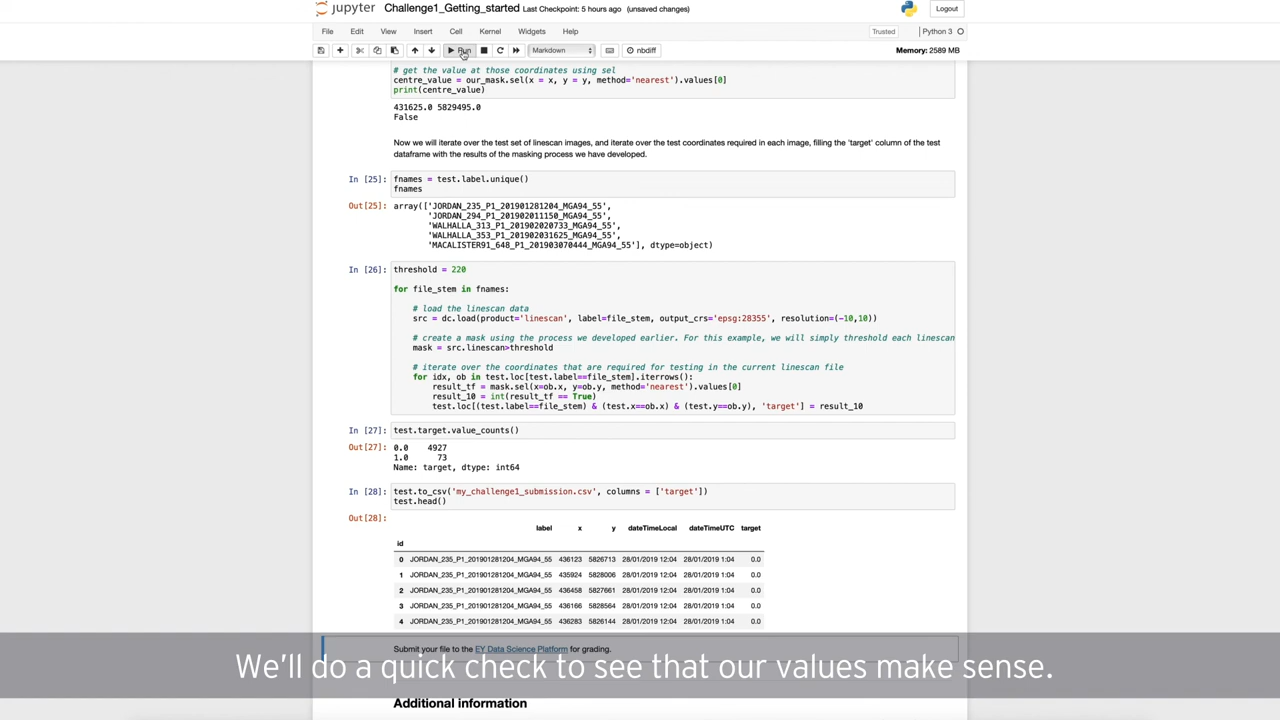 jupyter Challenge1_Getting_started Last Checkpoint: 5 hours ago (unsaved changes) Logout
File Edit View Insert Cell Kernel Widgets Help Trusted Python 3
Run Markdown nbdiff Memory: 2589 MB
# get the value at those coordinates using sel
centre_value = our_mask.sel(x = x, y = y, method='nearest').values[0]
print(centre_value)
431625.0 5829495.0
False
Now we will iterate over the test set of linescan images, and iterate over the test coordinates required in each image, filling the 'target' column of the test
dataframe with the results of the masking process we have developed.
In [25]: fnames = test.label.unique()
fnames
Out[25]: array(['JORDAN_235_P1_201901281204_MGA94_55',
'JORDAN_294_P1_201902011150_MGA94_55',
'WALHALLA_313_P1_201902020733_MGA94_55',
'WALHALLA_353_P1_201902031625_MGA94_55',
'MACALISTER91_648_P1_201903070444_MGA94_55'], dtype=object)
In [26]: threshold = 220
for file_stem in fnames:
# load the linescan data
src = dc.load(product='linescan', label=file_stem, output_crs='epsg:28355', resolution=(-10,10))
# create a mask using the process we developed earlier. For this example, we will simply threshold each linescan
mask = src.linescan>threshold
# iterate over the coordinates that are required for testing in the current linescan file
for idx, ob in test.loc[test.label==file_stem].iterrows():
result_tf = mask.sel(x=ob.x, y=ob.y, method='nearest').values[0]
result_10 = int(result_tf == True)
test.loc[(test.label==file_stem) & (test.x==ob.x) & (test.y==ob.y), 'target'] = result_10
In [27]: test.target.value_counts()
Out[27]: 0.0 4927
1.0 73
Name: target, dtype: int64
In [28]: test.to_csv('my_challenge1_submission.csv', columns = ['target'])
test.head()
Out[28]:
label x y dateTimeLocal dateTimeUTC target
id
0 JORDAN_235_P1_201901281204_MGA94_55 436123 5826713 28/01/2019 12:04 28/01/2019 1:04 0.0
1 JORDAN_235_P1_201901281204_MGA94_55 435924 5828006 28/01/2019 12:04 28/01/2019 1:04 0.0
2 JORDAN_235_P1_201901281204_MGA94_55 436458 5827661 28/01/2019 12:04 28/01/2019 1:04 0.0
3 JORDAN_235_P1_201901281204_MGA94_55 436166 5828564 28/01/2019 12:04 28/01/2019 1:04 0.0
4 JORDAN_235_P1_201901281204_MGA94_55 436283 5826144 28/01/2019 12:04 28/01/2019 1:04 0.0
Submit your file to the EY Data Science Platform for grading.
We'll do a quick check to see that our values make sense.
Additional information